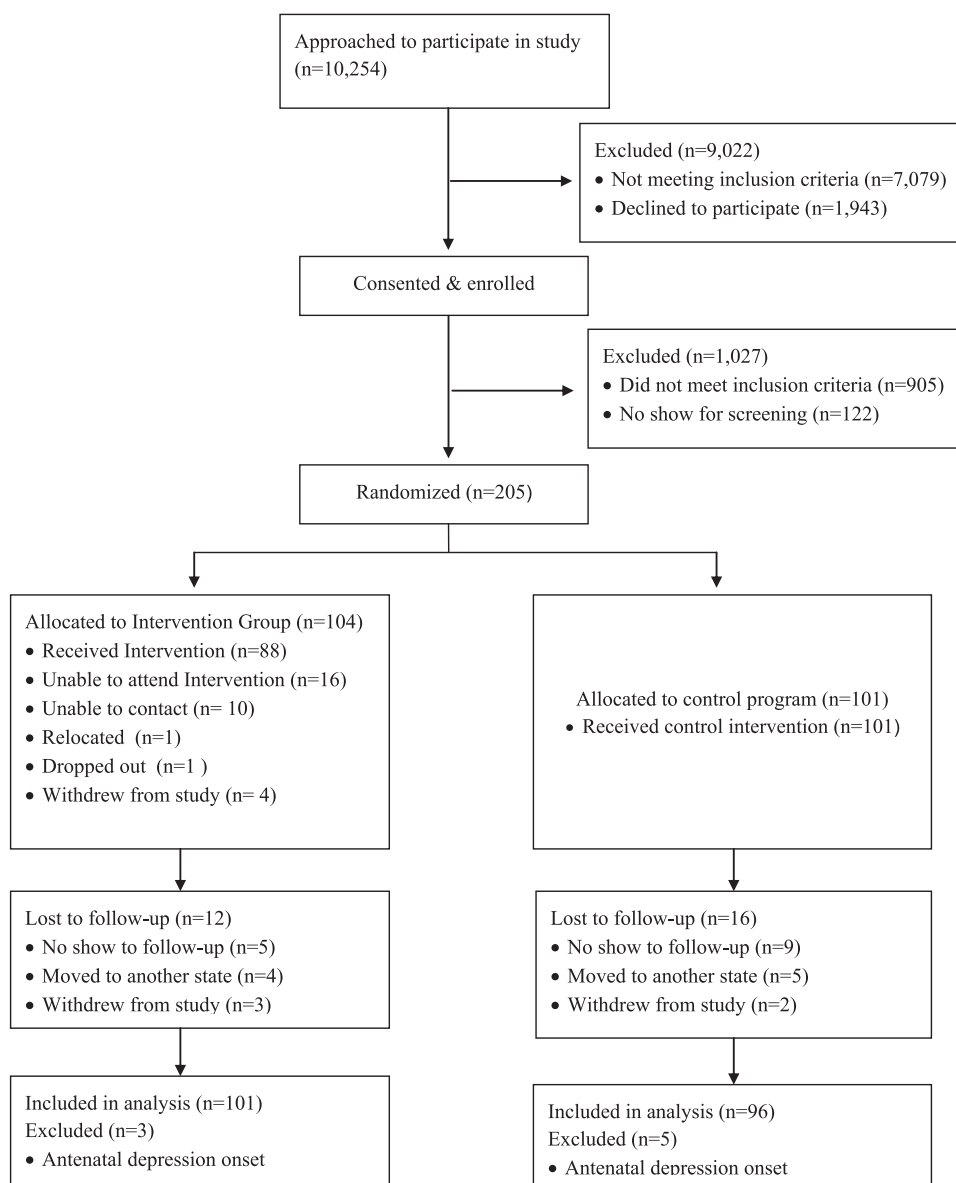 Approached to participate in study
(n=10,254)
Excluded (n=9,022)
• Not meeting inclusion criteria (n=7,079)
• Declined to participate (n=1,943)
Consented & enrolled
Excluded (n=1,027)
• Did not meet inclusion criteria (n=905)
• No show for screening (n=122)
Randomized (n=205)
Allocated to Intervention Group (n=104)
• Received Intervention (n=88)
• Unable to attend Intervention (n=16)
• Unable to contact (n= 10)
• Relocated (n=1)
• Dropped out (n=1 )
• Withdrew from study (n= 4)
Allocated to control program (n=101)
• Received control intervention (n=101)
Lost to follow-up (n=12)
• No show to follow-up (n=5)
• Moved to another state (n=4)
• Withdrew from study (n=3)
Lost to follow-up (n=16)
• No show to follow-up (n=9)
• Moved to another state (n=5)
• Withdrew from study (n=2)
Included in analysis (n=101)
Excluded (n=3)
• Antenatal depression onset
Included in analysis (n=96)
Excluded (n=5)
• Antenatal depression onset